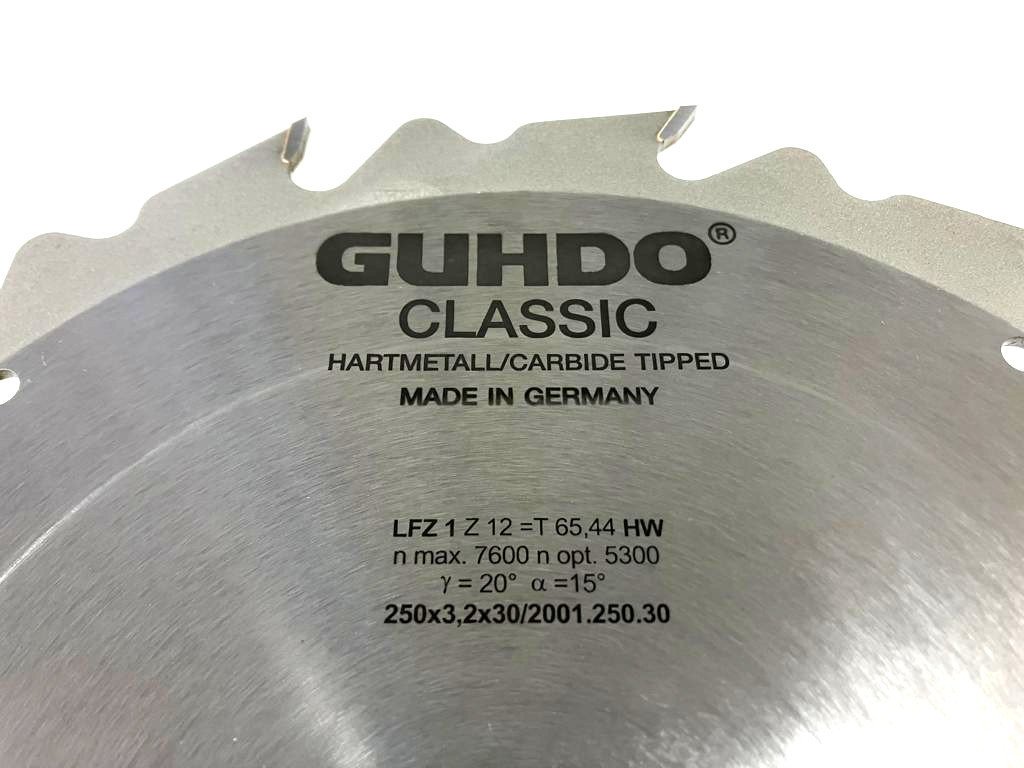 GUHDO®
CLASSIC
HARTMETALL/CARBIDE TIPPED
MADE IN GERMANY
LFZ 1 Z 12 =T 65,44 HW
n max. 7600 n opt. 5300
γ = 20° α =15°
250x3,2x30/2001.250.30